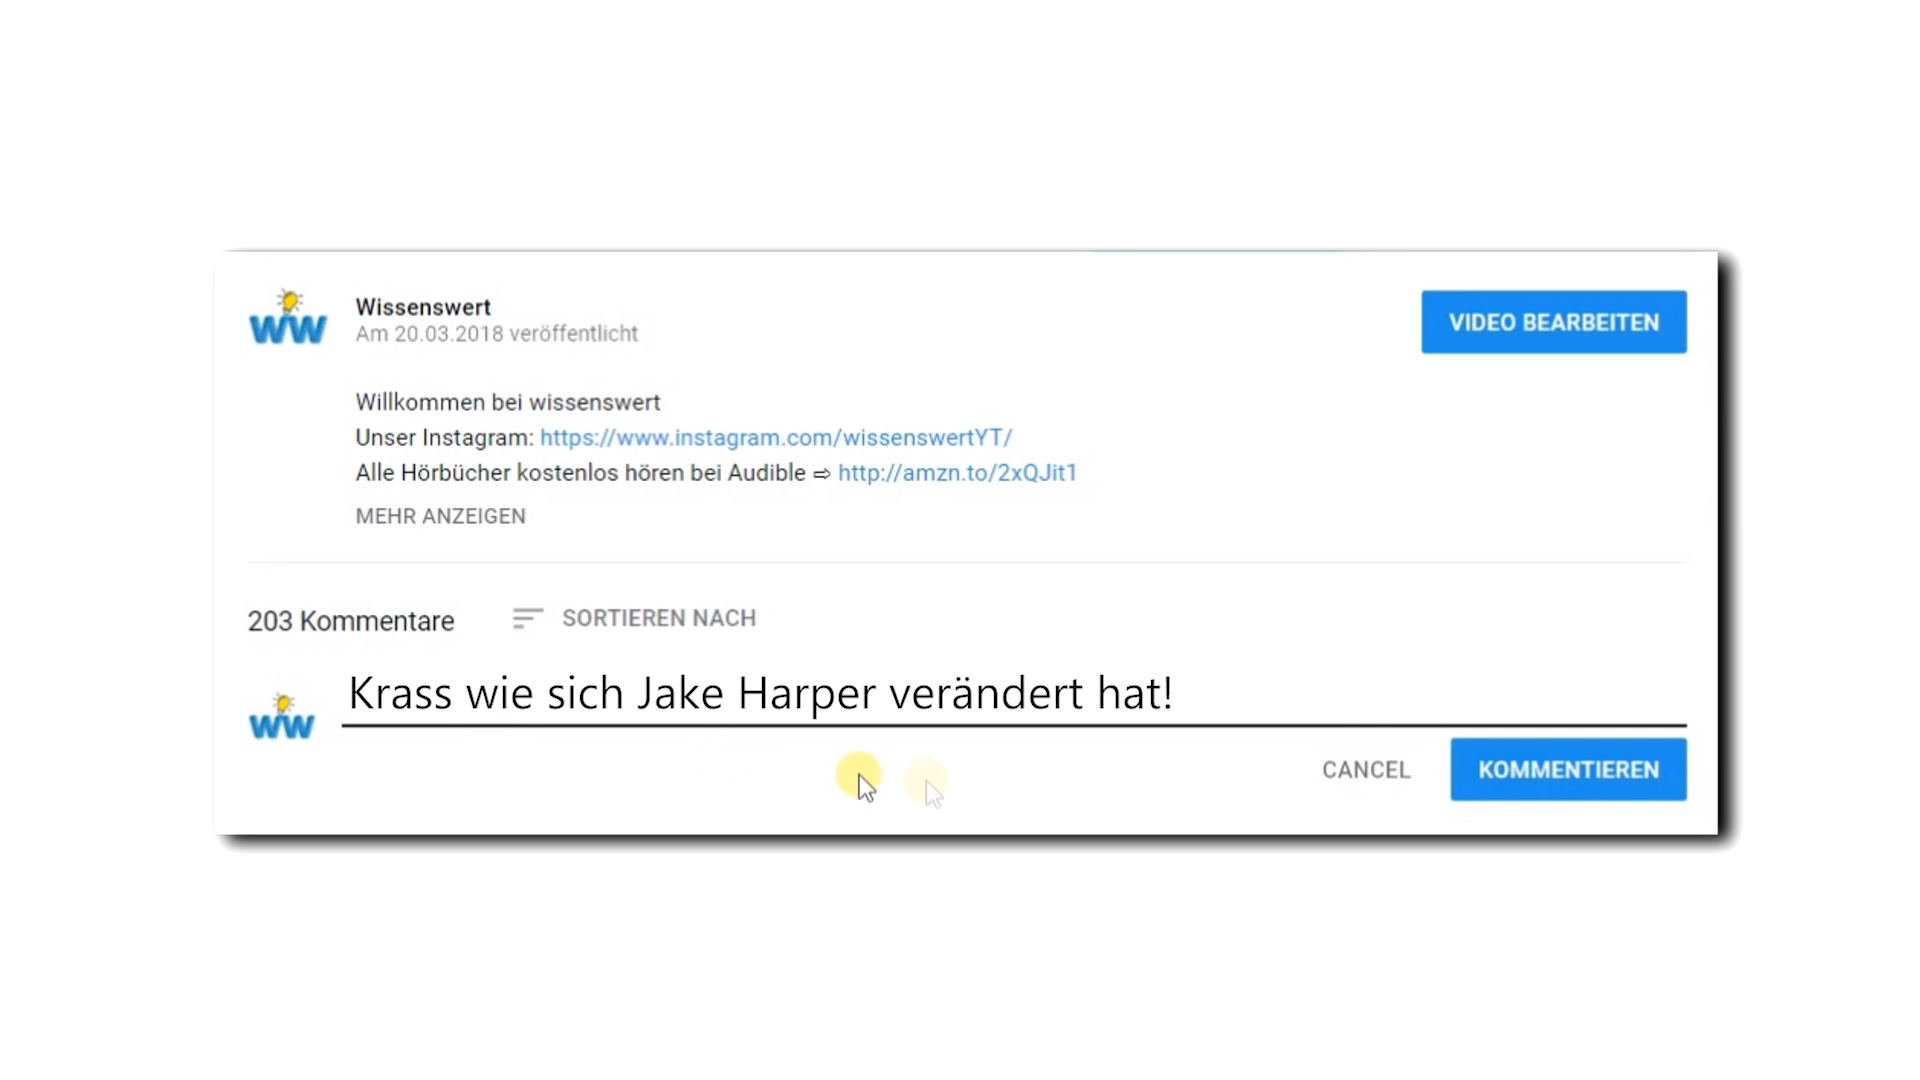 WW
Wissenswert
Am 20.03.2018 veröffentlicht
VIDEO BEARBEITEN
Willkommen bei wissenswert
Unser Instagram: https://www.instagram.com/wissenswertYT/
Alle Hörbücher kostenlos hören bei Audible ⇨ http://amzn.to/2xQJit1
MEHR ANZEIGEN
203 Kommentare
SORTIEREN NACH
WW
Krass wie sich Jake Harper verändert hat!
CANCEL
KOMMENTIEREN